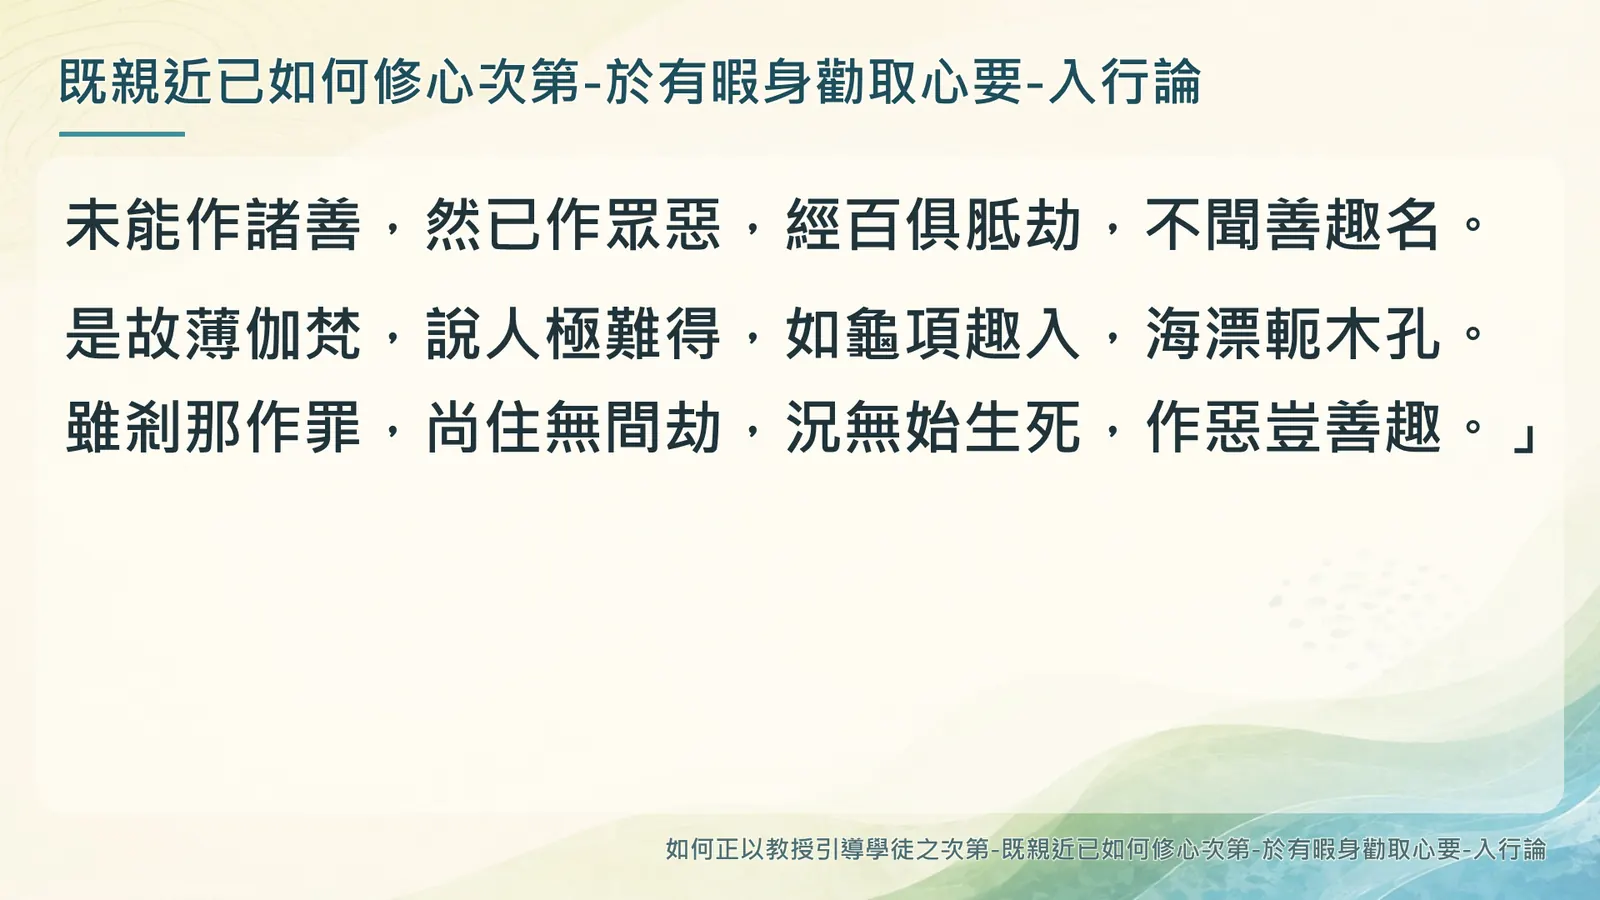 既親近已如何修心次第-於有暇身勸取心要-入行論
未能作諸善，然已作眾惡，經百俱胝劫，不聞善趣名。
是故薄伽梵，說人極難得，如龜項趣入，海漂軛木孔。
雖剎那作罪，尚住無間劫，況無始生死，作惡豈善趣。」
如何正以教授引導學徒之次第-既親近已如何修心次第-於有暇身勸取心要-入行論